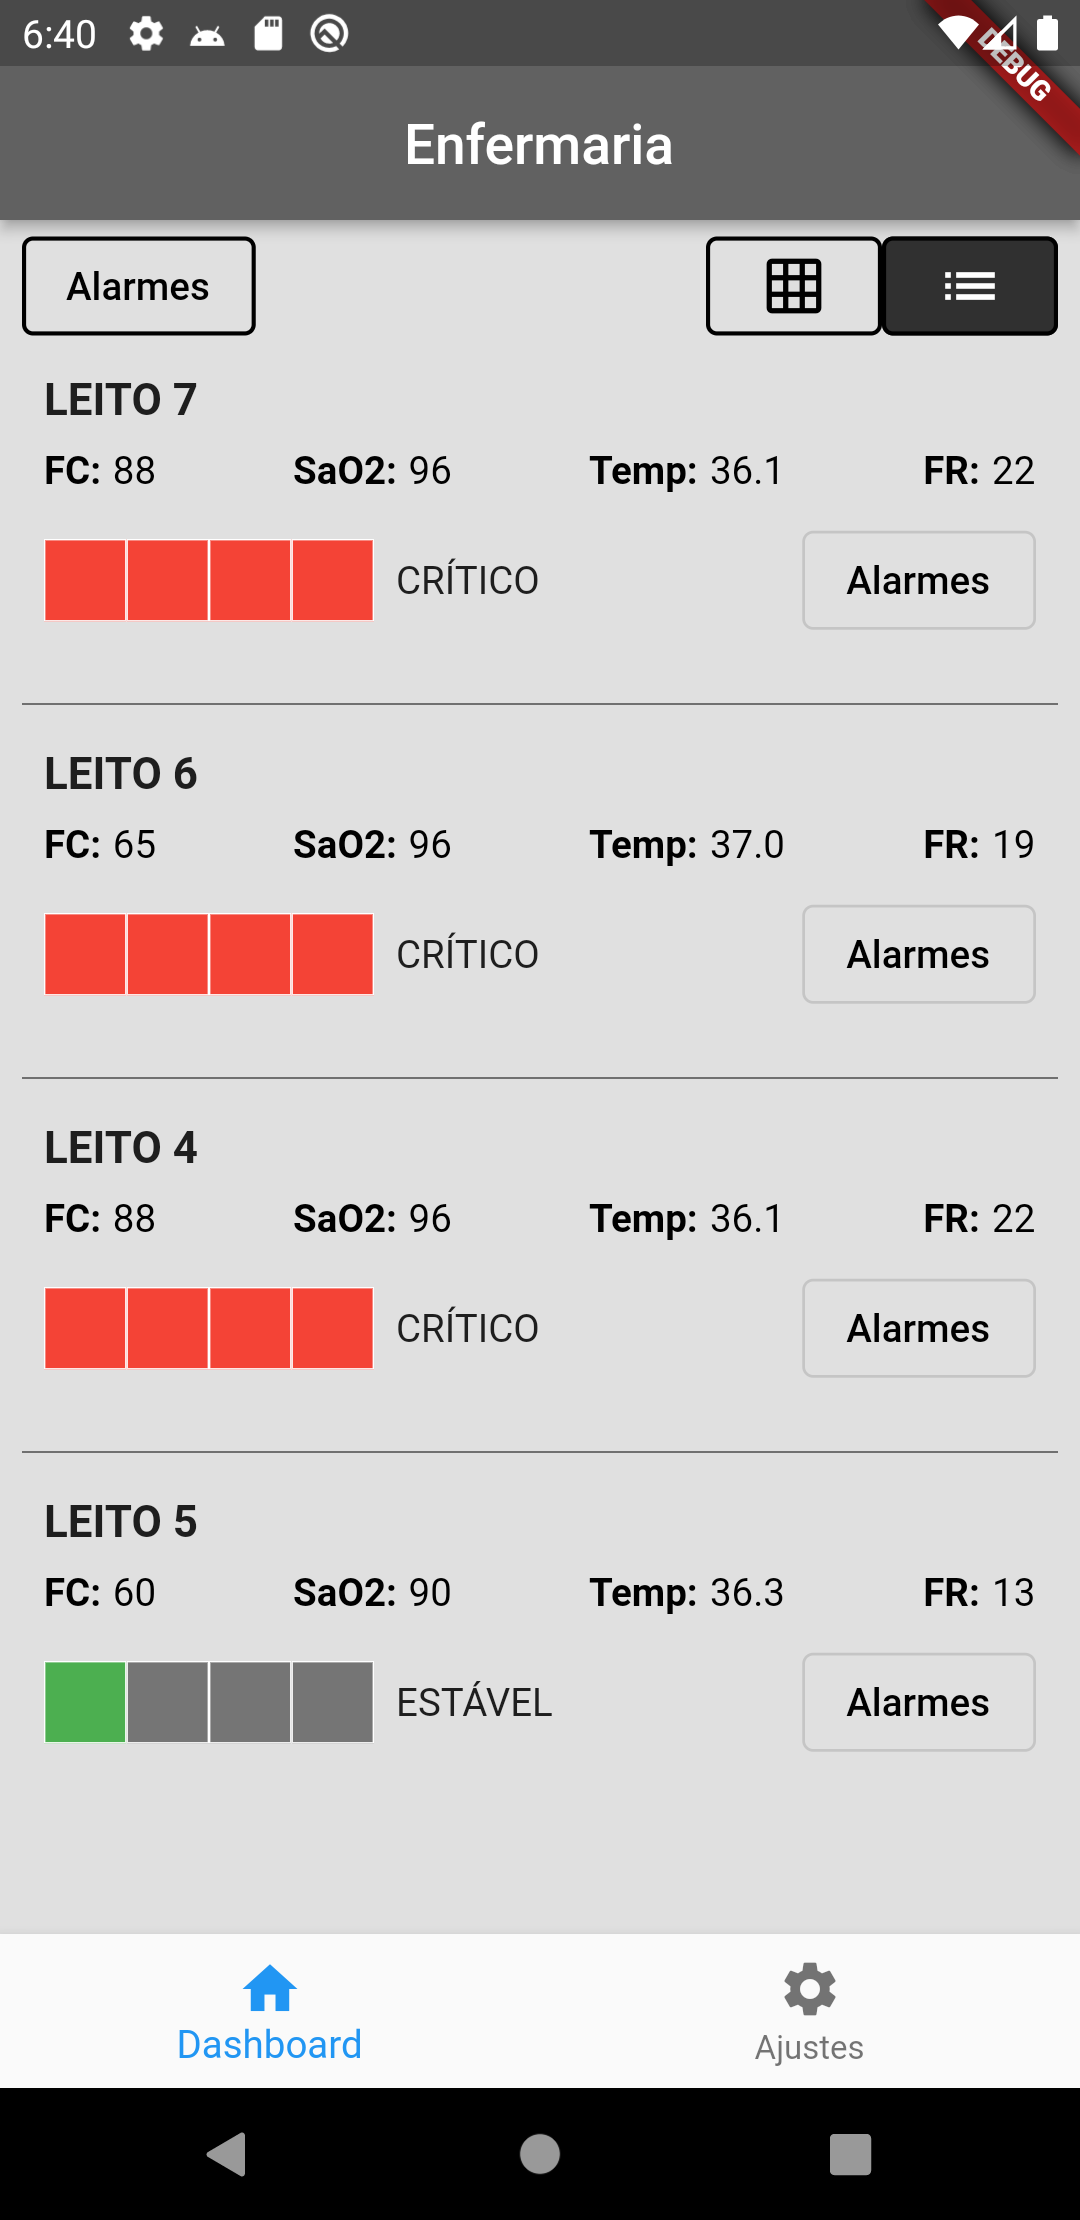 6:40
DEBUG
Enfermaria
Alarmes
LEITO 7
FC: 88 SaO2: 96 Temp: 36.1 FR: 22
CRÍTICO Alarmes
LEITO 6
FC: 65 SaO2: 96 Temp: 37.0 FR: 19
CRÍTICO Alarmes
LEITO 4
FC: 88 SaO2: 96 Temp: 36.1 FR: 22
CRÍTICO Alarmes
LEITO 5
FC: 60 SaO2: 90 Temp: 36.3 FR: 13
ESTÁVEL Alarmes
Dashboard Ajustes